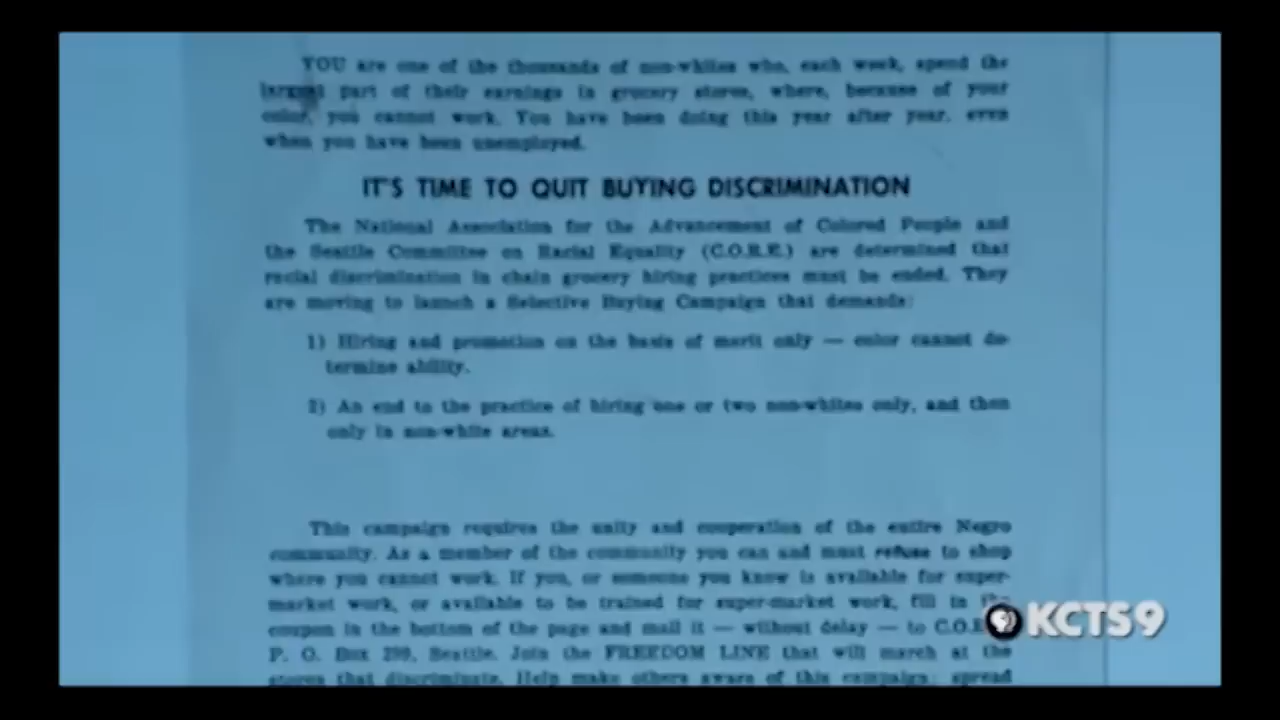 YOU are one of the thousands of non-whites who, each week, spend the
largest part of their earnings in grocery stores, where, because of your
color, you cannot work. You have been doing this year after year, even
when you have been unemployed.
IT'S TIME TO QUIT BUYING DISCRIMINATION
The National Association for the Advancement of Colored People and
the Seattle Committee on Racial Equality (C.O.R.E.) are determined that
racial discrimination in chain grocery hiring practices must be ended. They
are moving to launch a Selective Buying Campaign that demands:
1) Hiring and promotion on the basis of merit only — color cannot de-
termine ability.
2) An end to the practice of hiring one or two non-whites only, and then
only in non-white areas.
This campaign requires the unity and cooperation of the entire Negro
community. As a member of the community you can and must refuse to shop
where you cannot work. If you, or someone you know is available for super-
market work, or available to be trained for super-market work, fill in the
coupon in the bottom of the page and mail it — without delay — to C.O.R.
P. O. Box 299, Seattle. Join the FREEDOM LINE that will march at the
stores that discriminate. Help make others aware of this campaign: spread
KCTS9